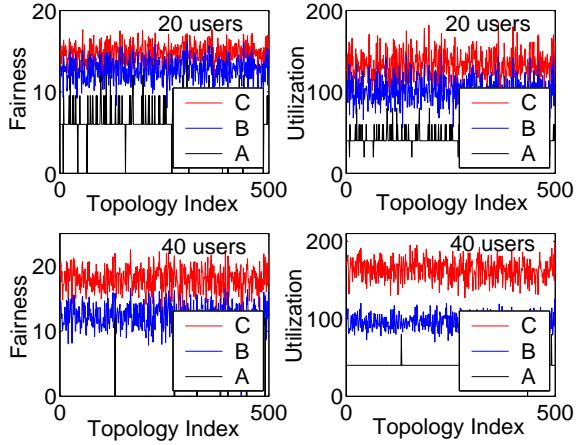 20 users
20
10
0
Fairness
C
B
A
0
500
Topology Index
20 users
200
100
0
Utilization
C
B
A
0
500
Topology Index
40 users
20
10
0
Fairness
C
B
A
0
500
Topology Index
40 users
200
100
0
Utilization
C
B
A
0
500
Topology Index